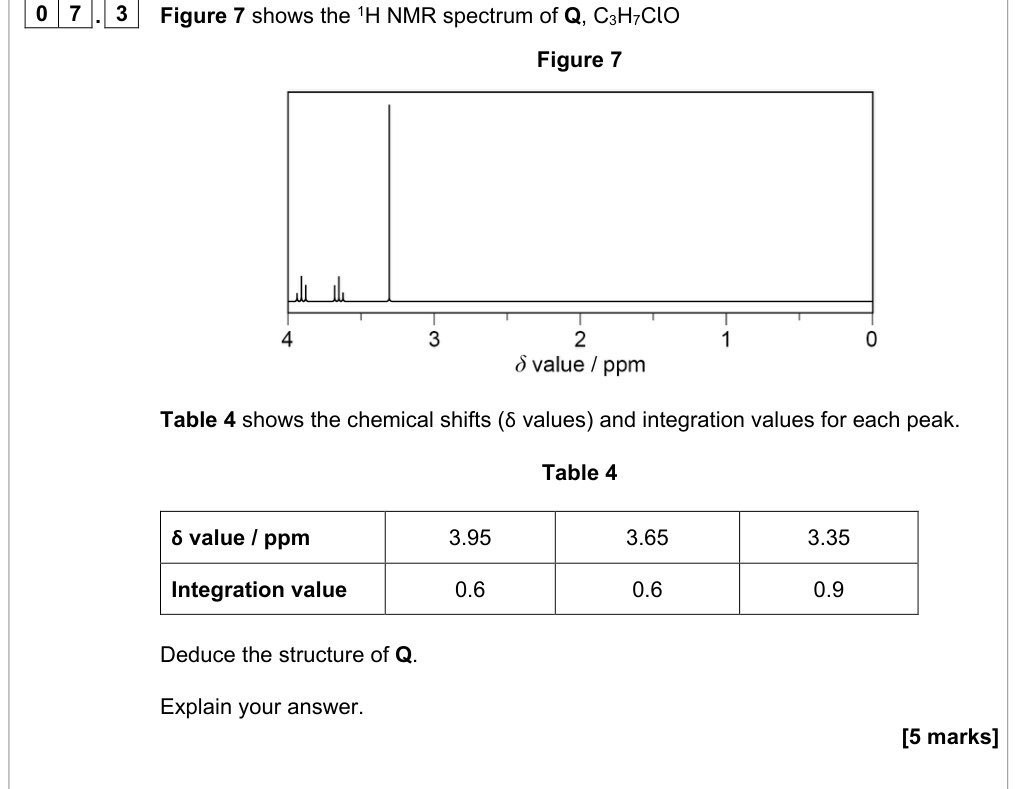 0 7 . 3 Figure 7 shows the ¹H NMR spectrum of Q, C₃H₇ClO
Figure 7
4 3 2 1 0
δ value / ppm
Table 4 shows the chemical shifts (δ values) and integration values for each peak.
Table 4
δ value / ppm 3.95 3.65 3.35
Integration value 0.6 0.6 0.9
Deduce the structure of Q.
Explain your answer.
[5 marks]